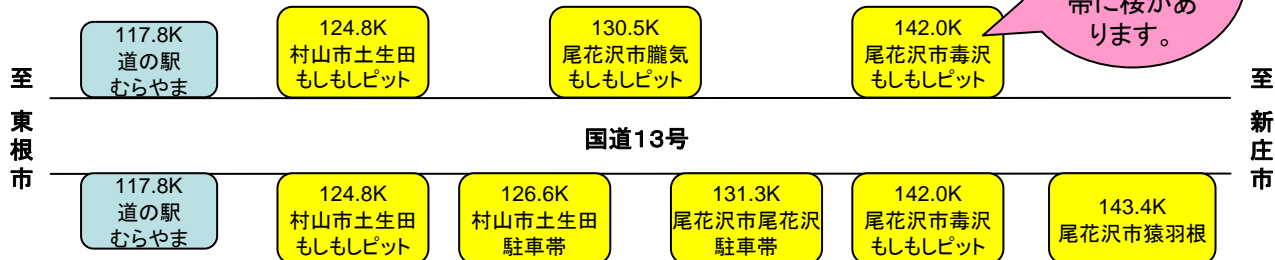 帯に桜があ
ります。
117.8K
道の駅
むらやま
124.8K
村山市土生田
もしもしピット
130.5K
尾花沢市朧気
もしもしピット
142.0K
尾花沢市毒沢
もしもしピット
至 東根市
国道13号
至 新庄市
117.8K
道の駅
むらやま
124.8K
村山市土生田
もしもしピット
126.6K
村山市土生田
駐車帯
131.3K
尾花沢市尾花沢
駐車帯
142.0K
尾花沢市毒沢
もしもしピット
143.4K
尾花沢市猿羽根